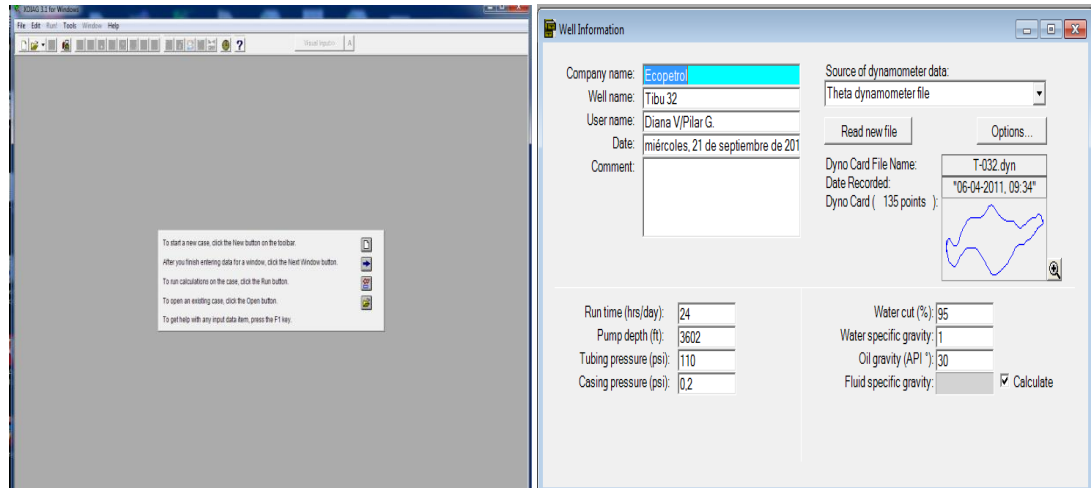 XDIAG 3.2 for Windows
File Edit Run! Tools Window Help
Visual Inputs> A
To start a new case, click the New button on the toolbar.
After you finish entering data for a window, click the Next Window button.
To run calculations on the case, click the Run button.
To open an existing case, click the Open button.
To get help with any input data item, press the F1 key.
Well Information
Company name: Ecopetrol
Well name: Tibu 32
User name: Diana V/Pilar G.
Date: miércoles, 21 de septiembre de 201
Comment:
Source of dynamometer data:
Theta dynamometer file
Read new file Options...
Dyno Card File Name: T-032.dyn
Date Recorded: "06-04-2011, 09:34"
Dyno Card ( 135 points ):
Run time (hrs/day): 24
Pump depth (ft): 3602
Tubing pressure (psi): 110
Casing pressure (psi): 0,2
Water cut (%): 95
Water specific gravity: 1
Oil gravity (API °): 30
Fluid specific gravity: Calculate